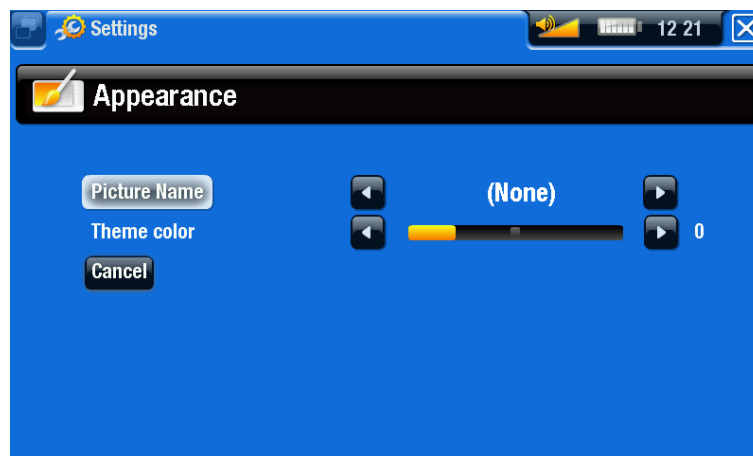 Settings 12 21
Appearance
Picture Name (None)
Theme color 0
Cancel